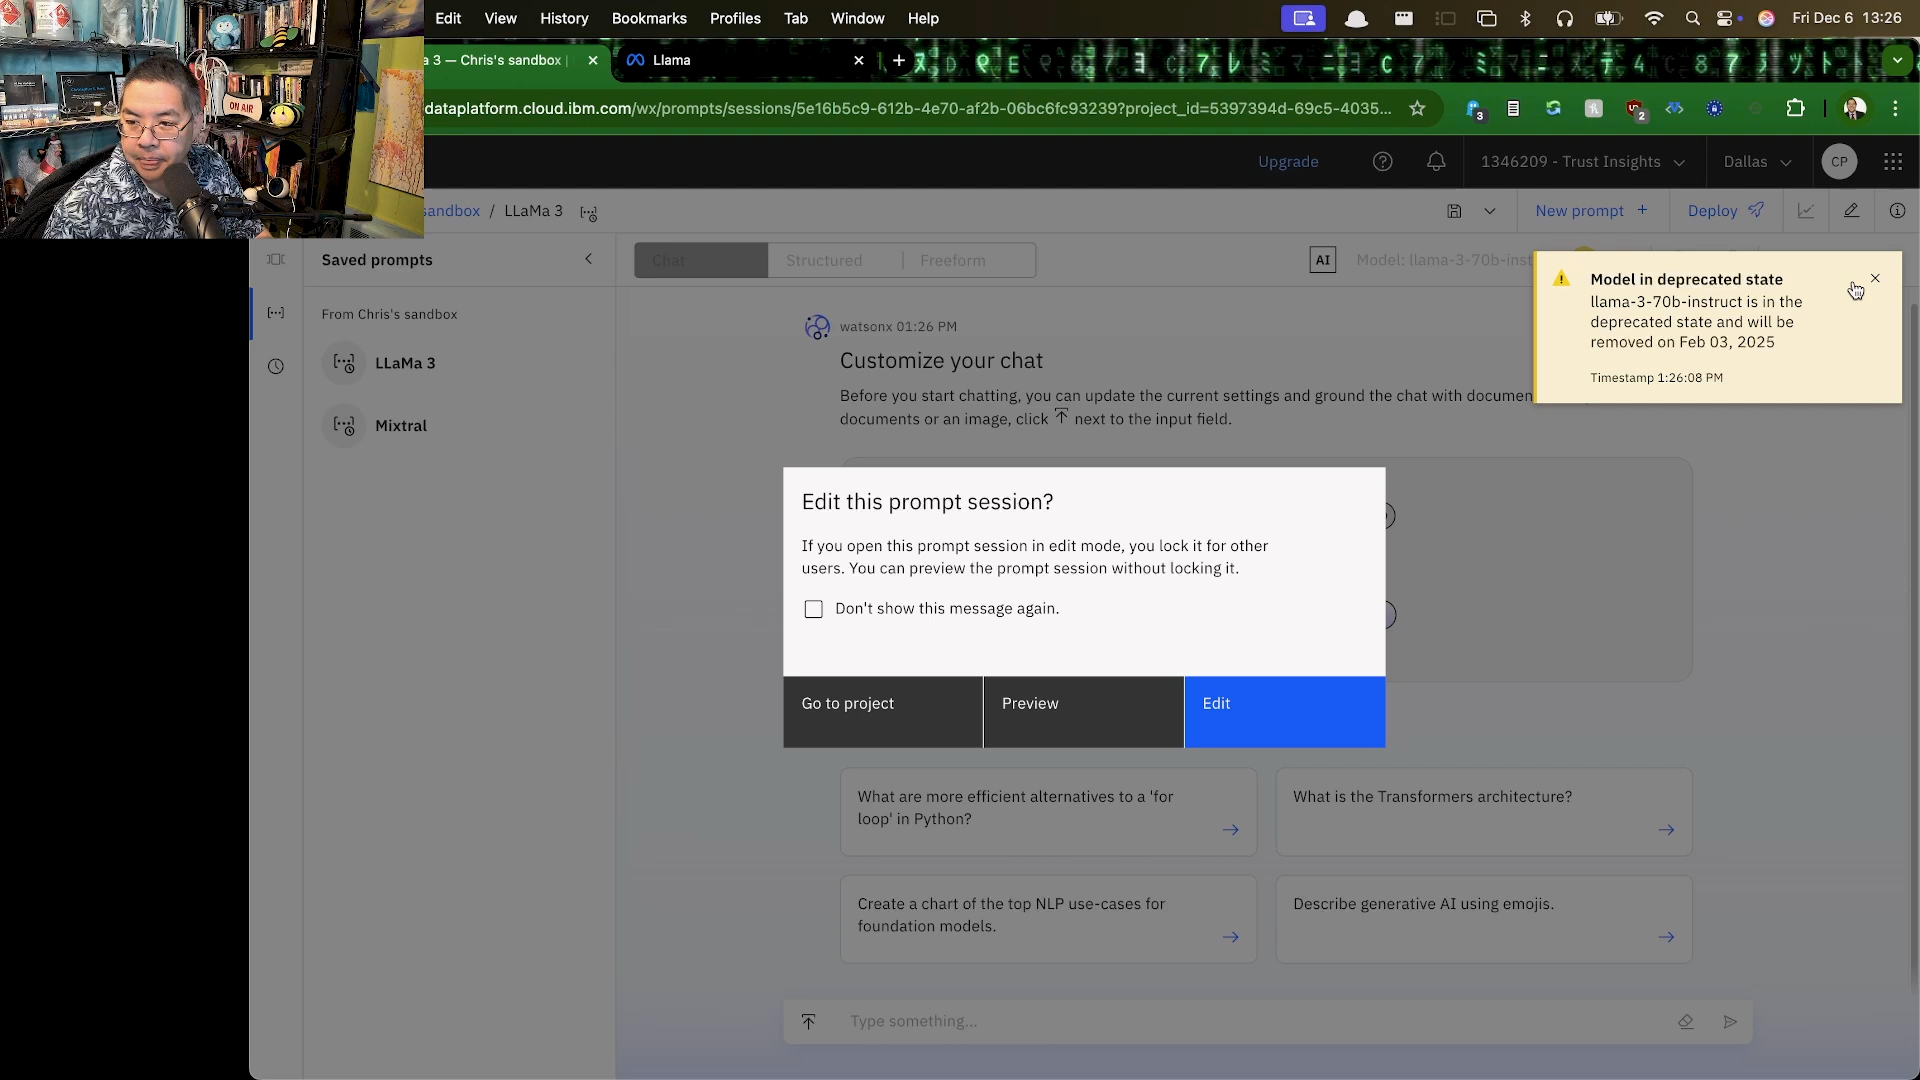 Edit View History Bookmarks Profiles Tab Window Help
Fri Dec 6 13:26
a 3 — Chris's sandbox |
Llama
dataplatform.cloud.ibm.com/wx/prompts/sessions/5e16b5c9-612b-4e70-af2b-06bc6fc93239?project_id=5397394d-69c5-4035...
3
2
ON AIR
Upgrade
1346209 - Trust Insights
Dallas
CP
sandbox / LLaMa 3
New prompt +
Deploy
Saved prompts
Chat
Structured
Freeform
AI
Model: llama-3-70b-inst
Model in deprecated state
llama-3-70b-instruct is in the
deprecated state and will be
removed on Feb 03, 2025
Timestamp 1:26:08 PM
From Chris's sandbox
LLaMa 3
Mixtral
watsonx 01:26 PM
Customize your chat
Before you start chatting, you can update the current settings and ground the chat with documen
documents or an image, click next to the input field.
Edit this prompt session?
If you open this prompt session in edit mode, you lock it for other
users. You can preview the prompt session without locking it.
Don't show this message again.
Go to project
Preview
Edit
What are more efficient alternatives to a 'for
loop' in Python?
What is the Transformers architecture?
Create a chart of the top NLP use-cases for
foundation models.
Describe generative AI using emojis.
Type something...